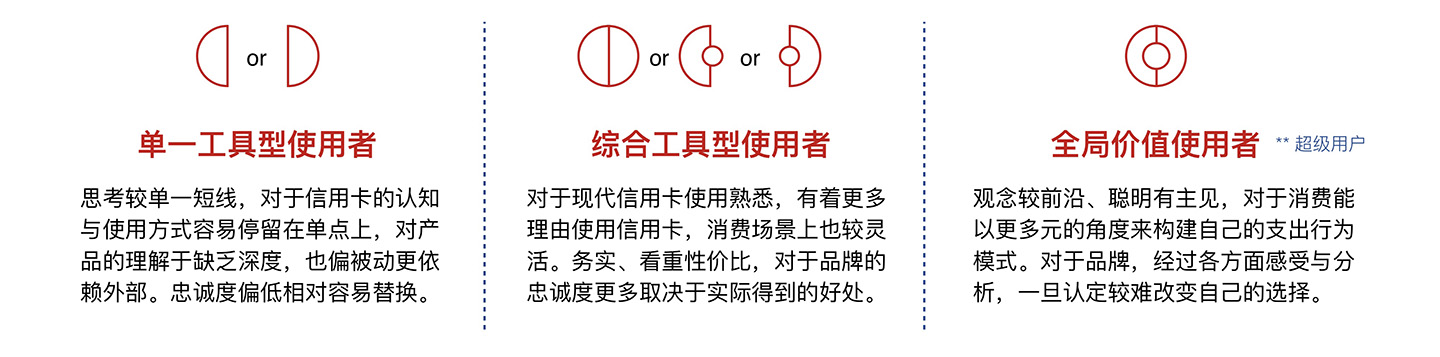 or
单一工具型使用者
思考较单一短线，对于信用卡的认知
与使用方式容易停留在单点上，对产
品的理解于缺乏深度，也偏被动更依
赖外部。忠诚度偏低相对容易替换。
or or
综合工具型使用者
对于现代信用卡使用熟悉，有着更多
理由使用信用卡，消费场景上也较灵
活。务实、看重性价比，对于品牌的
忠诚度更多取决于实际得到的好处。
全局价值使用者 ** 超级用户
观念较前沿、聪明有主见，对于消费能
以更多元的角度来构建自己的支出行为
模式。对于品牌，经过各方面感受与分
析，一旦认定较难改变自己的选择。